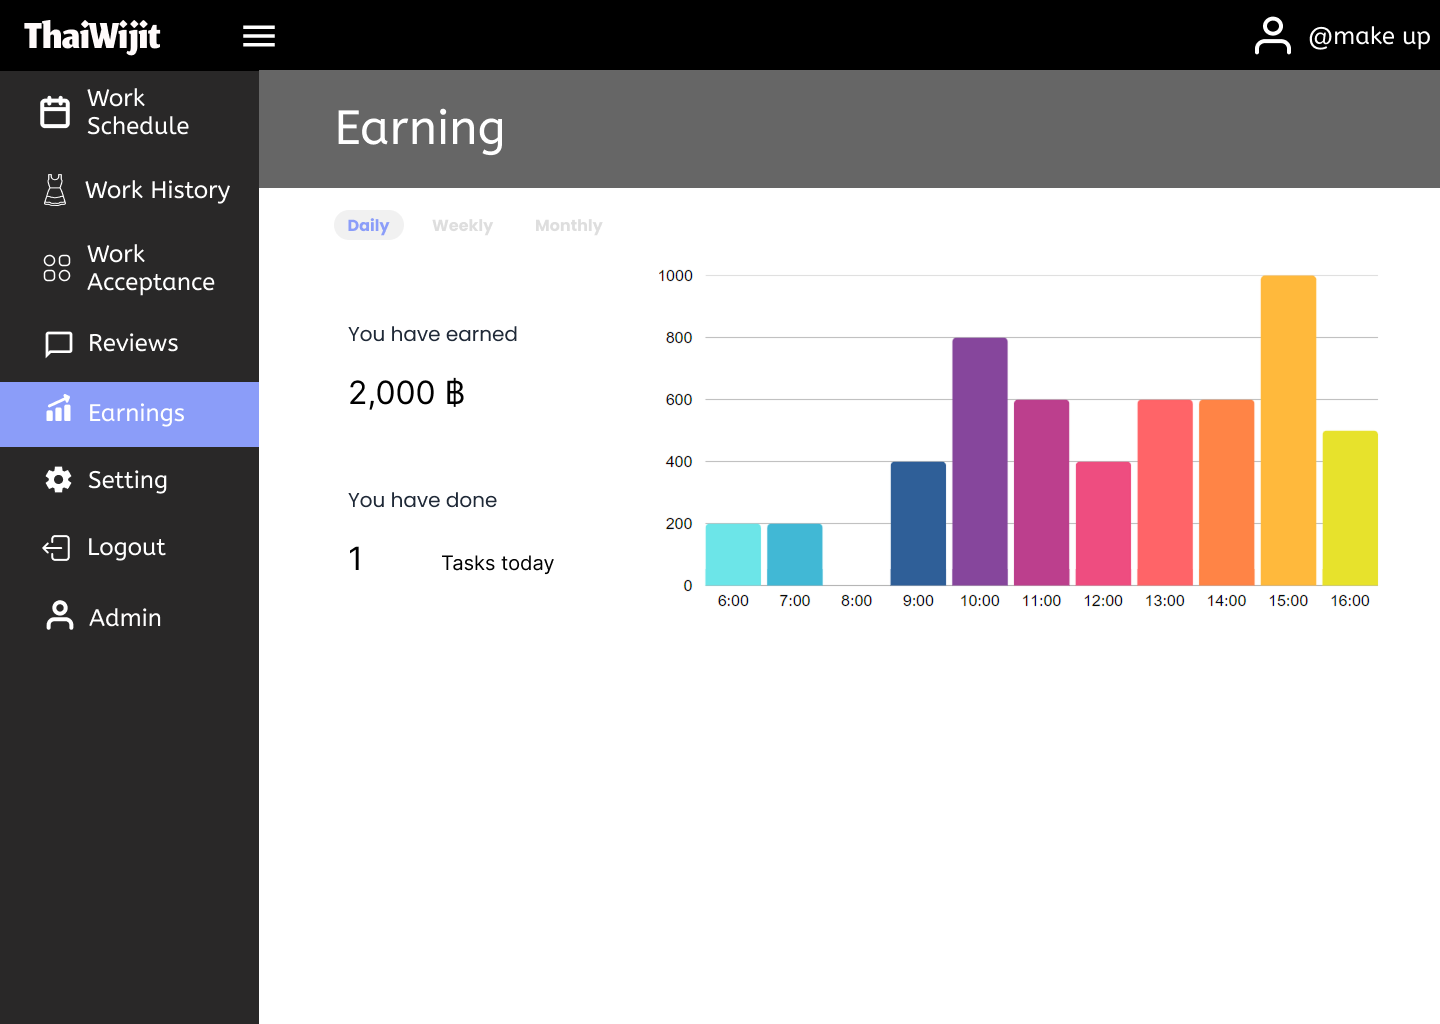 ThaiWijit
@make up
Work
Schedule
Work History
Work
Acceptance
Reviews
Earnings
Setting
Logout
Admin
Earning
Daily Weekly Monthly
You have earned
2,000 ฿
You have done
1 Tasks today
1000
800
600
400
200
0
6:00 7:00 8:00 9:00 10:00 11:00 12:00 13:00 14:00 15:00 16:00